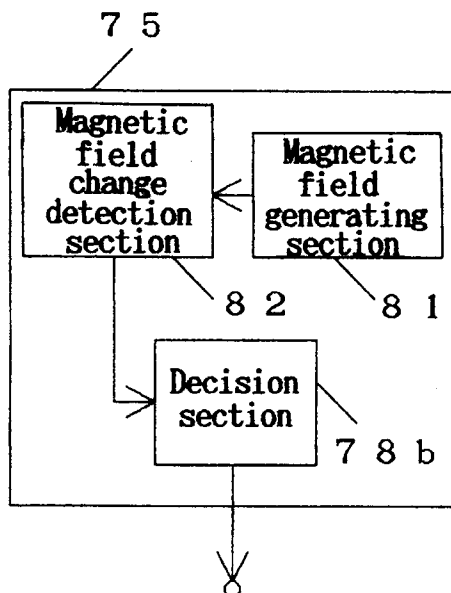 7 5
Magnetic
field
change
detection
section
Magnetic
field
generating
section
8 2
8 1
Decision
section
7 8 b